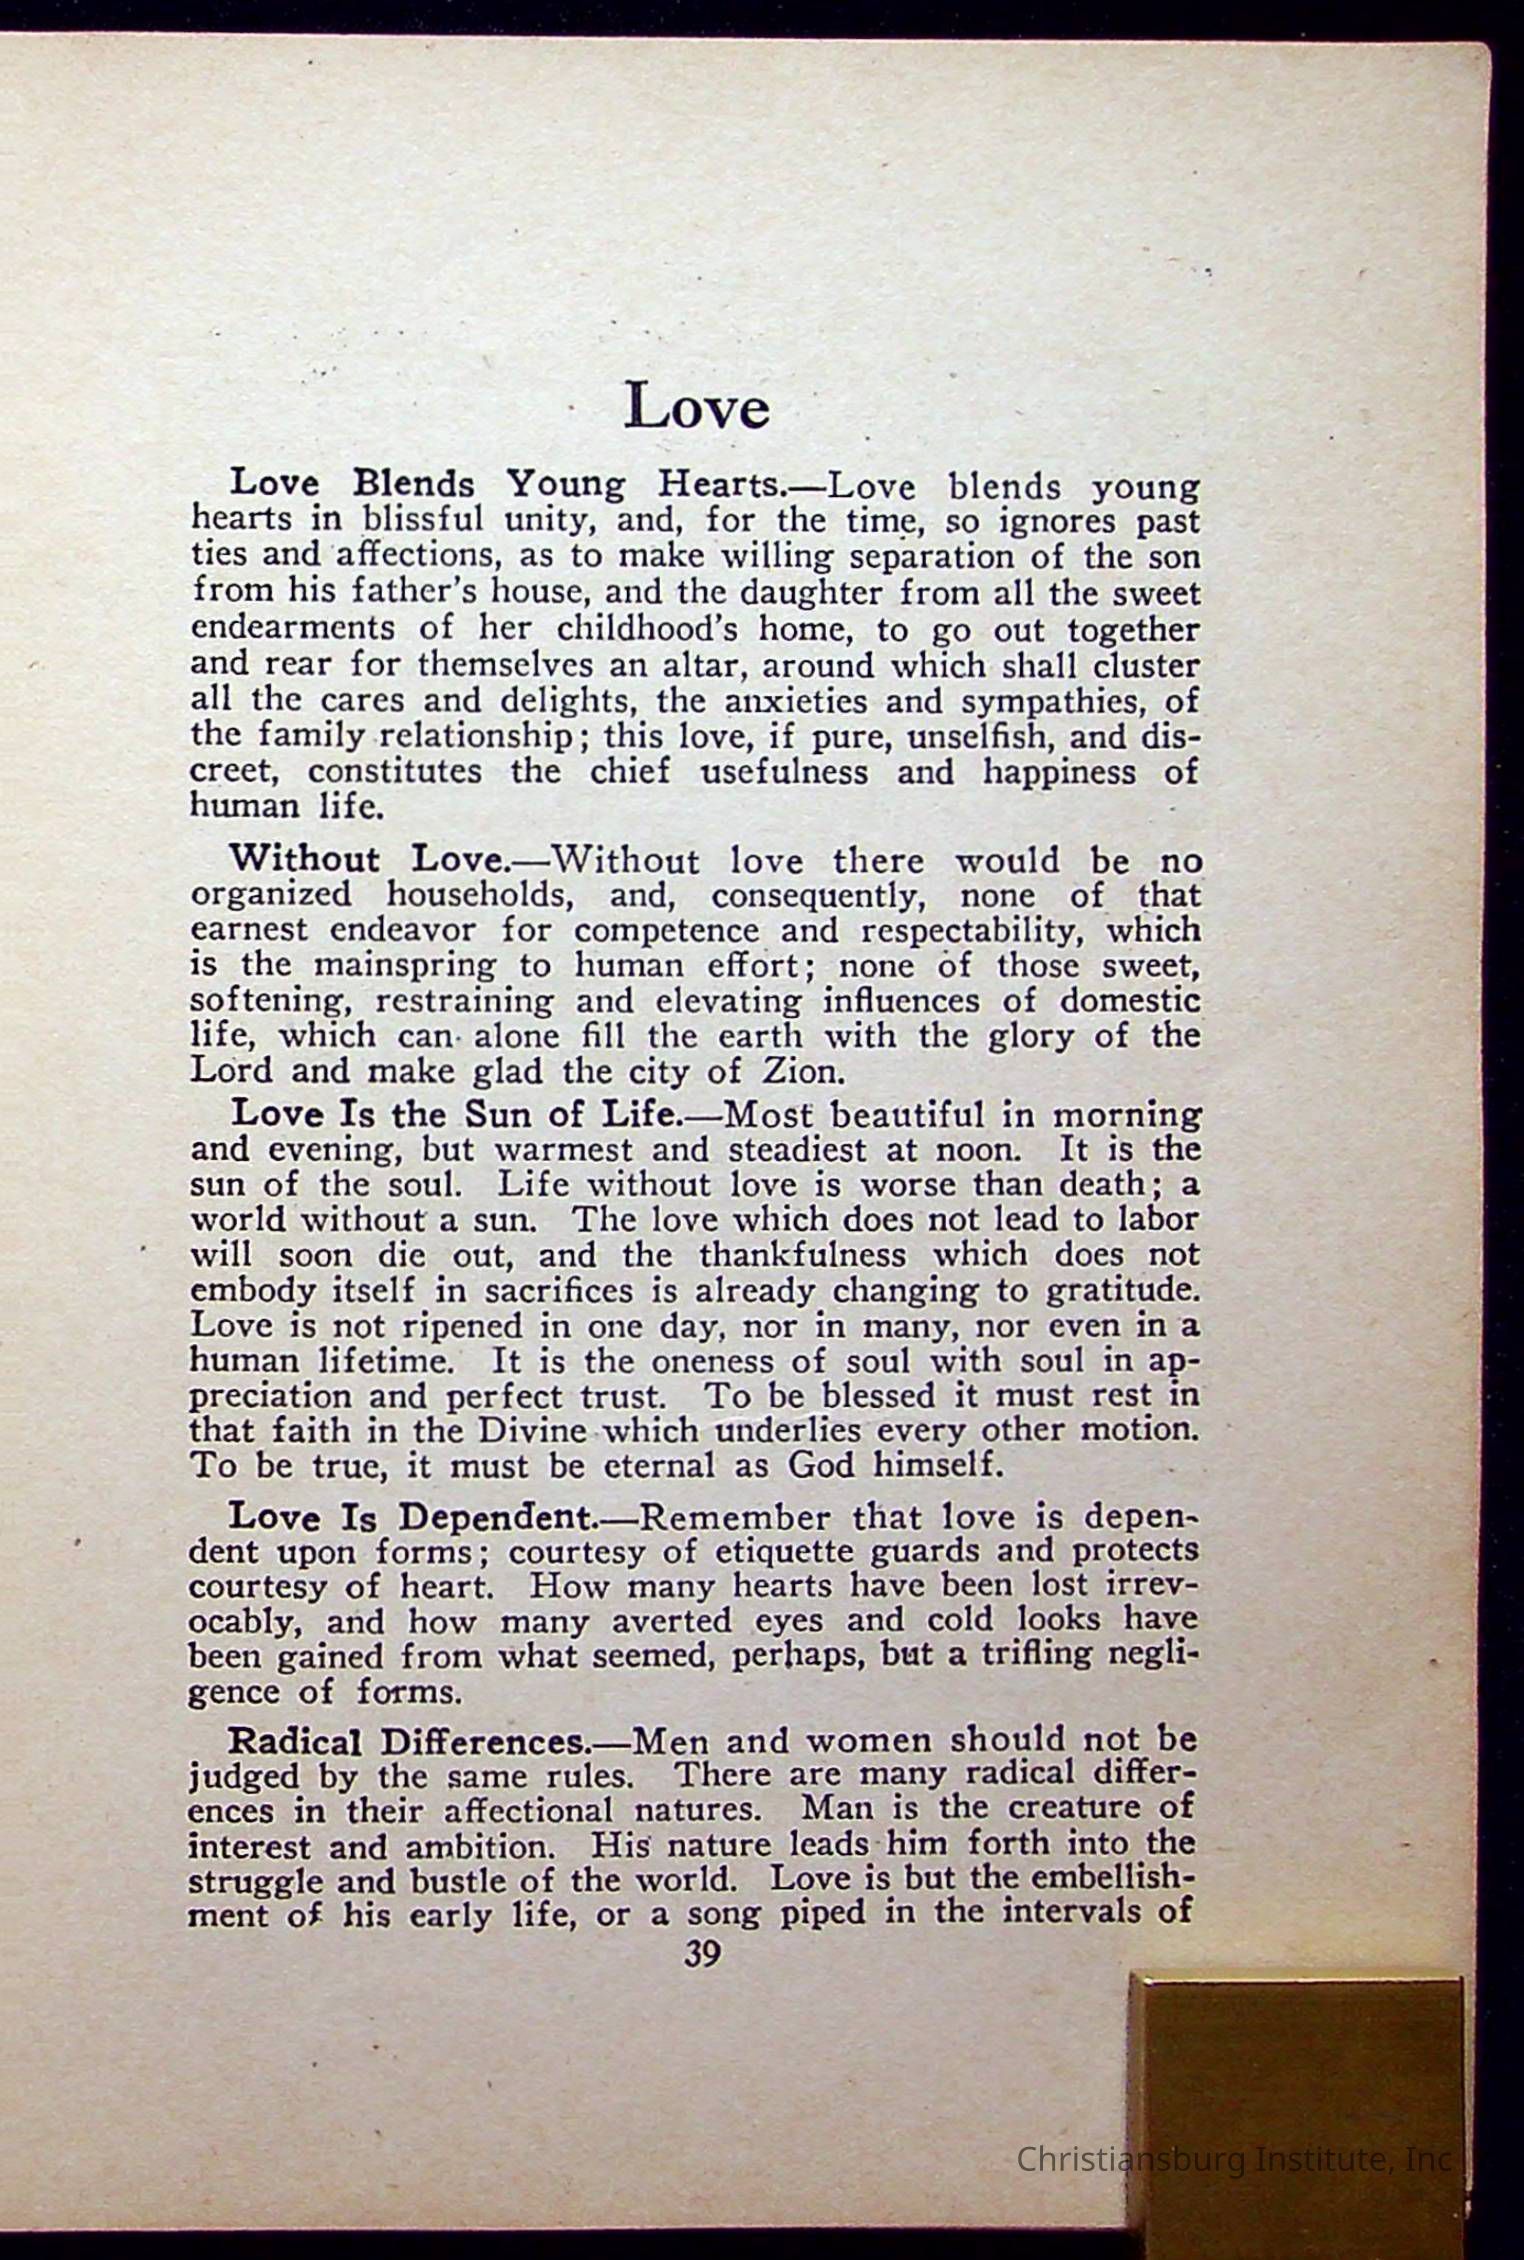 Love
Love Blends Young Hearts.—Love blends young
hearts in blissful unity, and, for the time, so ignores past
ties and affections, as to make willing separation of the son
from his father's house, and the daughter from all the sweet
endearments of her childhood's home, to go out together
and rear for themselves an altar, around which shall cluster
all the cares and delights, the anxieties and sympathies, of
the family relationship; this love, if pure, unselfish, and dis-
creet, constitutes the chief usefulness and happiness of
human life.
Without Love.—Without love there would be no
organized households, and, consequently, none of that
earnest endeavor for competence and respectability, which
is the mainspring to human effort; none of those sweet,
softening, restraining and elevating influences of domestic
life, which can alone fill the earth with the glory of the
Lord and make glad the city of Zion.
Love Is the Sun of Life.—Most beautiful in morning
and evening, but warmest and steadiest at noon. It is the
sun of the soul. Life without love is worse than death; a
world without a sun. The love which does not lead to labor
will soon die out, and the thankfulness which does not
embody itself in sacrifices is already changing to gratitude.
Love is not ripened in one day, nor in many, nor even in a
human lifetime. It is the oneness of soul with soul in ap-
preciation and perfect trust. To be blessed it must rest in
that faith in the Divine which underlies every other motion.
To be true, it must be eternal as God himself.
Love Is Dependent.—Remember that love is depen-
dent upon forms; courtesy of etiquette guards and protects
courtesy of heart. How many hearts have been lost irrev-
ocably, and how many averted eyes and cold looks have
been gained from what seemed, perhaps, but a trifling negli-
gence of forms.
Radical Differences.—Men and women should not be
judged by the same rules. There are many radical differ-
ences in their affectional natures. Man is the creature of
interest and ambition. His nature leads him forth into the
struggle and bustle of the world. Love is but the embellish-
ment of his early life, or a song piped in the intervals of
39
Christiansburg Institute, Inc